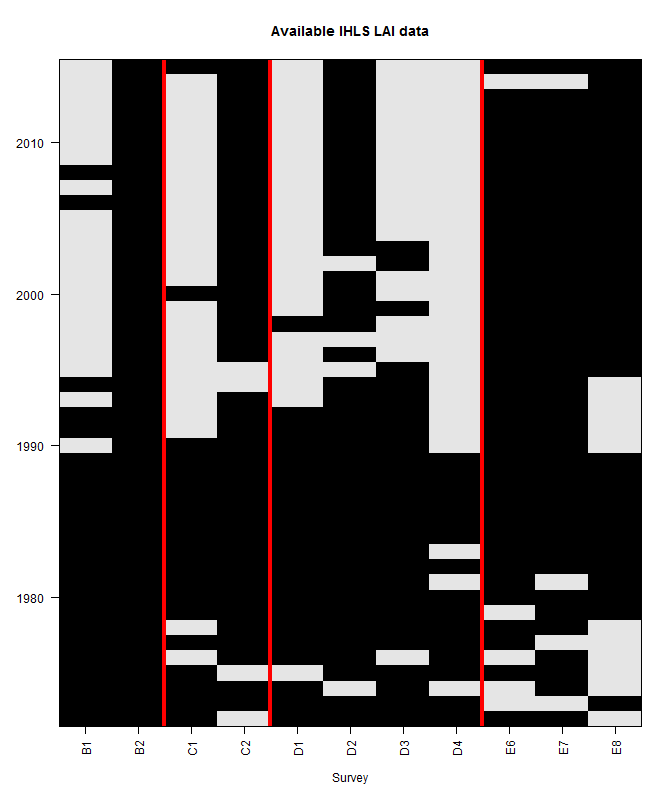 Available IHLS LAI data
2010
2000
1990
1980
B1
B2
C1
C2
D1
D2
D3
D4
E6
E7
E8
Survey